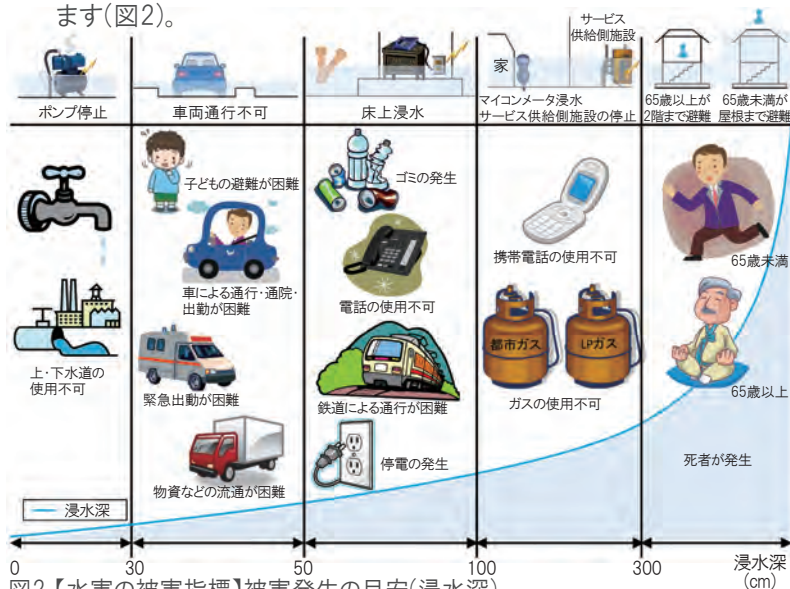 ます(図2)。
サービス
供給側施設
家
ポンプ停止
車両通行不可
床上浸水
マイコンメータ浸水
サービス供給側施設の停止
65歳以上が
2階まで避難
65歳未満が
屋根まで避難
上・下水道の
使用不可
子どもの避難が困難
車による通行・通院・
出勤が困難
緊急出動が困難
物資などの流通が困難
ゴミの発生
電話の使用不可
鉄道による通行が困難
停電の発生
携帯電話の使用不可
都市ガス
LPガス
ガスの使用不可
65歳未満
65歳以上
死者が発生
浸水深
0
30
50
100
300
浸水深
(cm)
図2【水害の被害指標】被害発生の目安(浸水深)